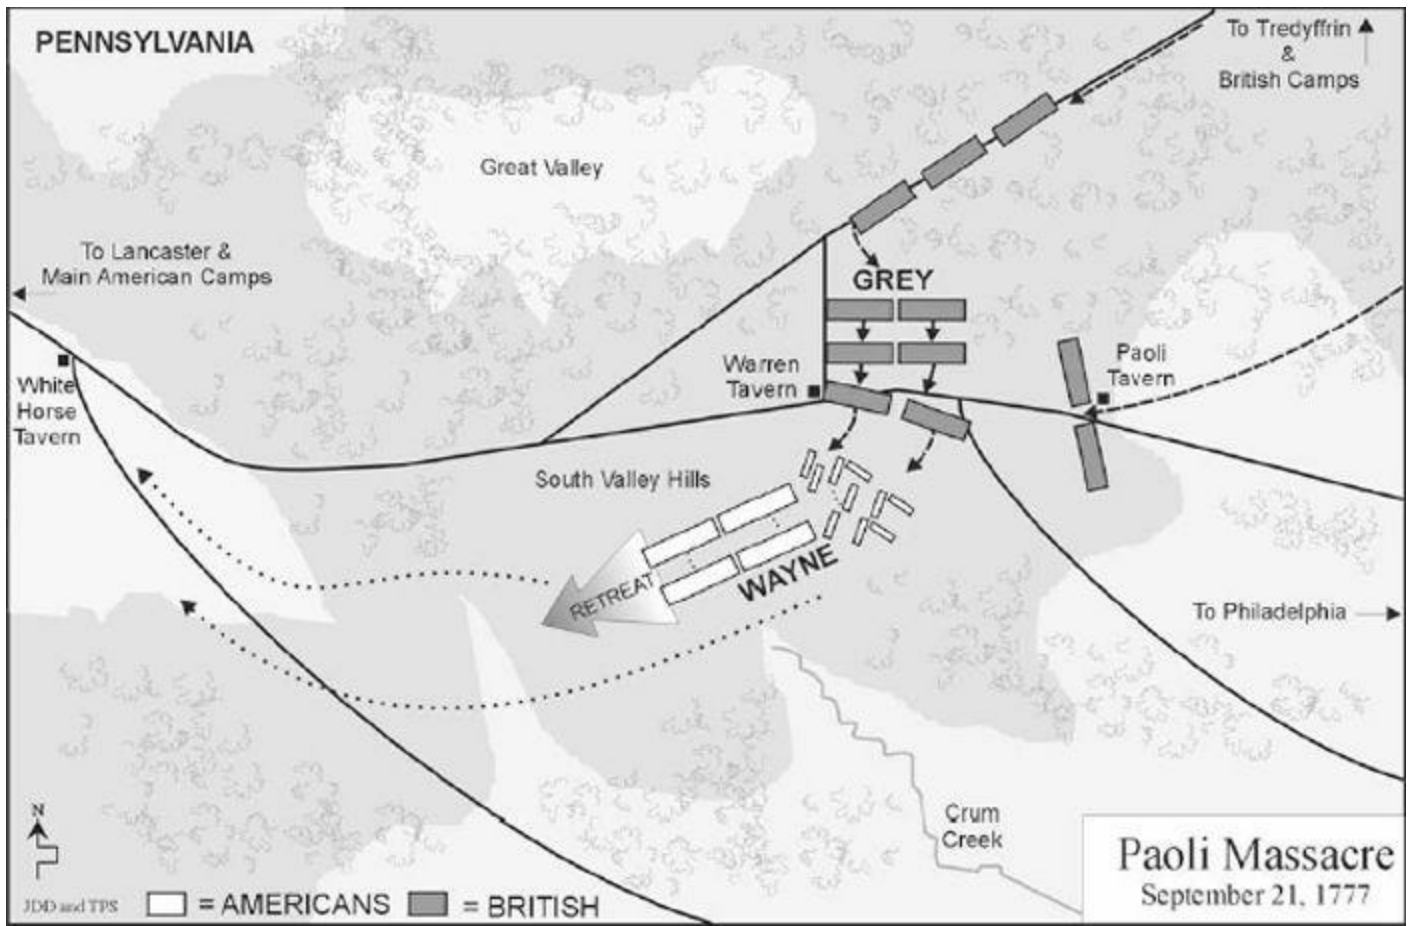 PENNSYLVANIA
To Tredyffrin
&
British Camps
Great Valley
To Lancaster &
Main American Camps
GREY
Warren
Tavern
Paoli
Tavern
White
Horse
Tavern
South Valley Hills
RETREAT
WAYNE
To Philadelphia
Crum
Creek
N
JDD and TPS
= AMERICANS
= BRITISH
Paoli Massacre
September 21, 1777